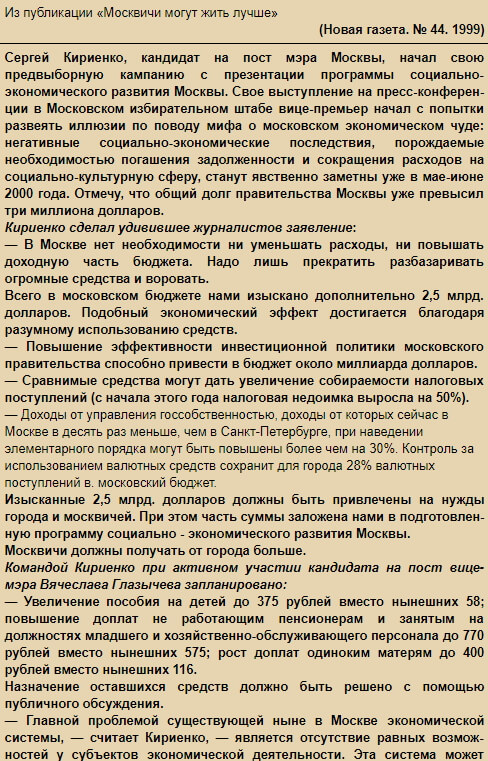 Из публикации «Москвичи могут жить лучше»
(Новая газета. № 44. 1999)
Сергей Кириенко, кандидат на пост мэра Москвы, начал свою
предвыборную кампанию с презентации программы социально-
экономического развития Москвы. Свое выступление на пресс-конферен-
ции в Московском избирательном штабе вице-премьер начал с попытки
развеять иллюзии по поводу мифа о московском экономическом чуде:
негативные социально-экономические последствия, порождаемые
необходимостью погашения задолженности и сокращения расходов на
социально-культурную сферу, станут явственно заметны уже в мае-июне
2000 года. Отмечу, что общий долг правительства Москвы уже превысил
три миллиона долларов.
Кириенко сделал удивившее журналистов заявление:
— В Москве нет необходимости ни уменьшать расходы, ни повышать
доходную часть бюджета. Надо лишь прекратить разбазаривать
огромные средства и воровать.
Всего в московском бюджете нами изыскано дополнительно 2,5 млрд.
долларов. Подобный экономический эффект достигается благодаря
разумному использованию средств.
— Повышение эффективности инвестиционной политики московского
правительства способно привести в бюджет около миллиарда долларов.
— Сравнимые средства могут дать увеличение собираемости налоговых
поступлений (с начала этого года налоговая недоимка выросла на 50%).
— Доходы от управления госсобственностью, доходы от которых сейчас в
Москве в десять раз меньше, чем в Санкт-Петербурге, при наведении
элементарного порядка могут быть повышены более чем на 30%. Контроль за
использованием валютных средств сохранит для города 28% валютных
поступлений в. московский бюджет.
Изысканные 2,5 млрд. долларов должны быть привлечены на нужды
города и москвичей. При этом часть суммы заложена нами в подготовлен-
ную программу социально - экономического развития Москвы.
Москвичи должны получать от города больше.
Командой Кириенко при активном участии кандидата на пост вице-
мэра Вячеслава Глазычева запланировано:
— Увеличение пособия на детей до 375 рублей вместо нынешних 58;
повышение доплат не работающим пенсионерам и занятым на
должностях младшего и хозяйственно-обслуживающего персонала до 770
рублей вместо нынешних 575; рост доплат одиноким матерям до 400
рублей вместо нынешних 116.
Назначение оставшихся средств должно быть решено с помощью
публичного обсуждения.
— Главной проблемой существующей ныне в Москве экономической
системы, — считает Кириенко, — является отсутствие равных возмож-
ностей у субъектов экономической деятельности. Эта система может